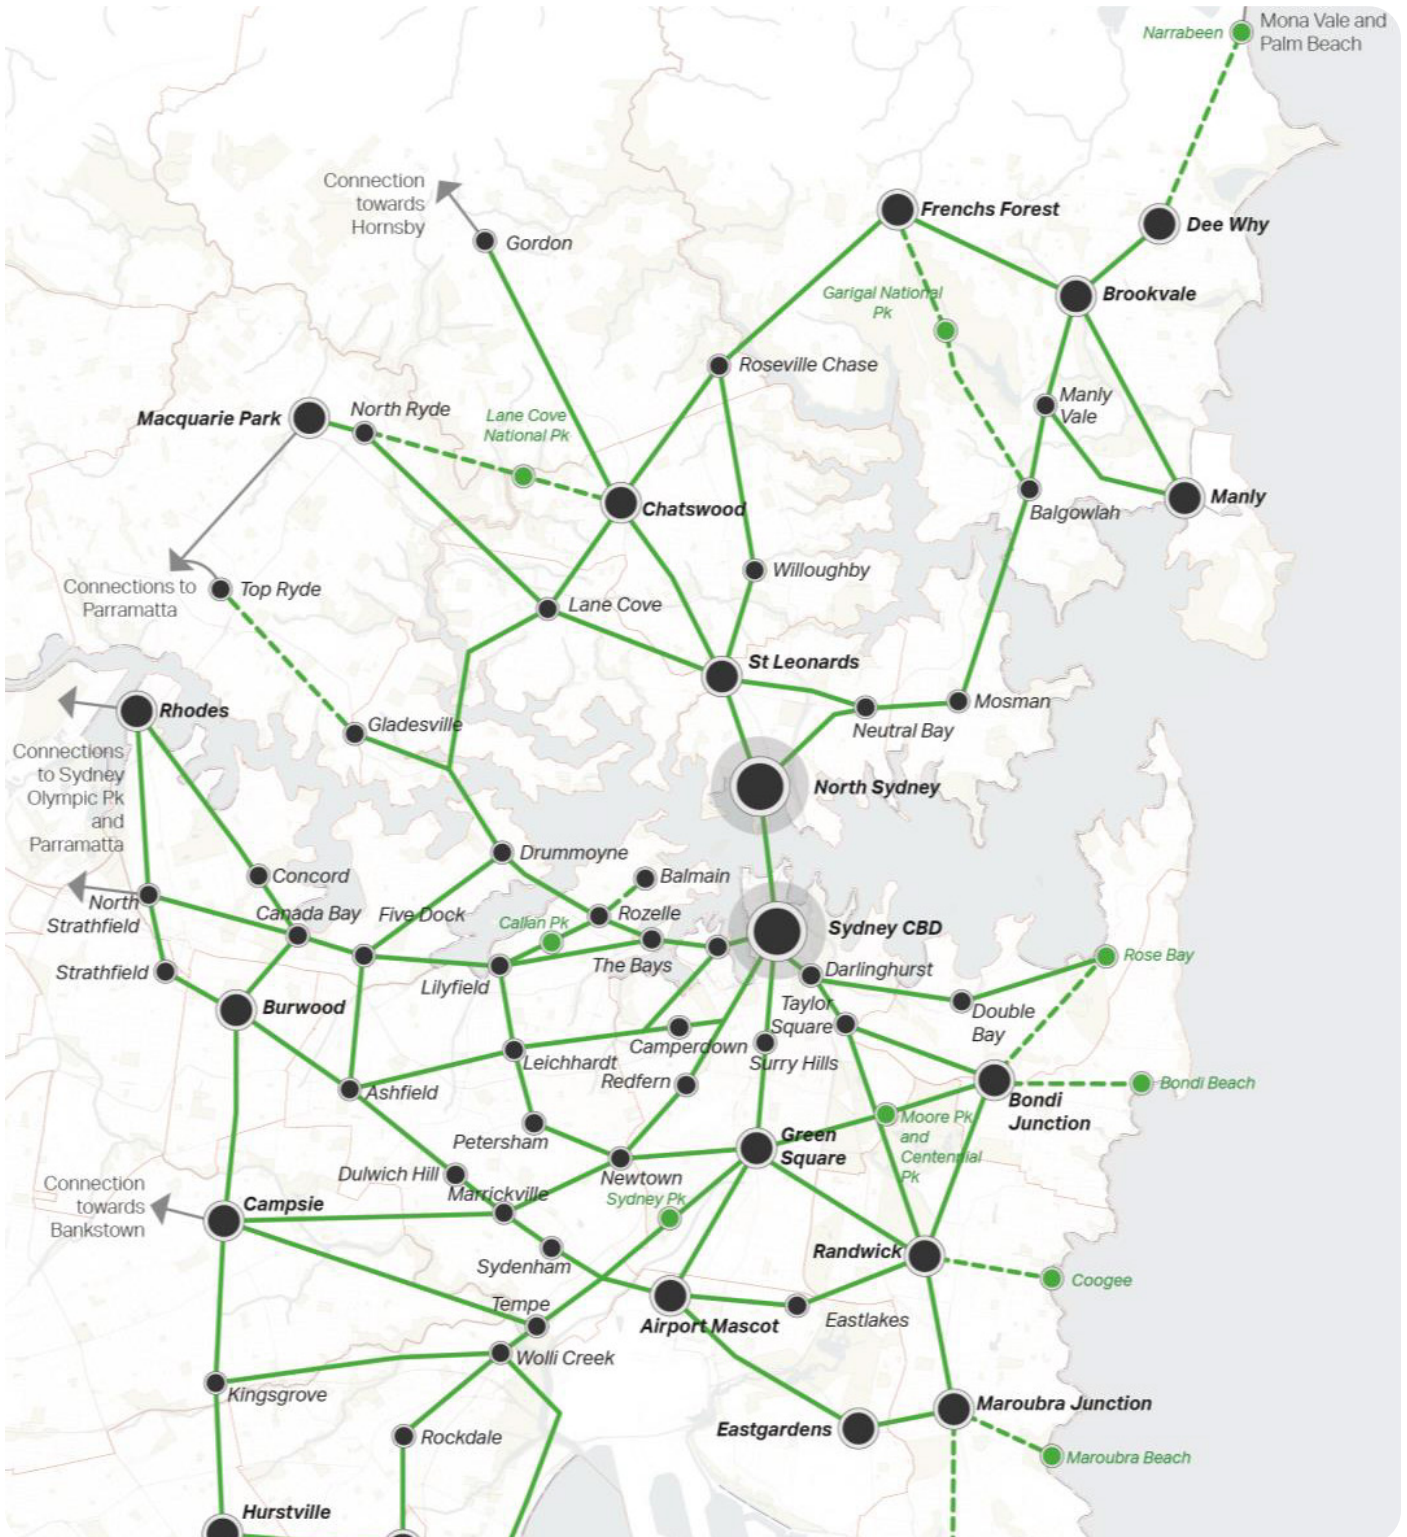 Narrabeen
Mona Vale and
Palm Beach
Connection
towards
Hornsby
Gordon
Frenchs Forest
Dee Why
Garigal National
Pk
Brookvale
Roseville Chase
Manly
Vale
Macquarie Park
North Ryde
Lane Cove
National Pk
Chatswood
Manly
Balgowlah
Connections to
Parramatta
Top Ryde
Willoughby
Lane Cove
St Leonards
Rhodes
Gladesville
Mosman
Neutral Bay
Connections
to Sydney
Olympic Pk
and
Parramatta
North Sydney
Drummoyne
Concord
Balmain
North
Strathfield
Canada Bay
Five Dock
Callan Pk
Rozelle
Sydney CBD
Strathfield
Lilyfield
The Bays
Darlinghurst
Rose Bay
Burwood
Taylor
Square
Double
Bay
Camperdown
Surry Hills
Leichhardt
Redfern
Ashfield
Bondi Beach
Bondi
Junction
Petersham
Green
Square
Moore Pk
and
Centennial
Pk
Dulwich Hill
Newtown
Marrickville
Sydney Pk
Connection
towards
Bankstown
Campsie
Sydenham
Randwick
Coogee
Tempe
Airport Mascot
Eastlakes
Wolli Creek
Kingsgrove
Rockdale
Eastgardens
Maroubra Junction
Maroubra Beach
Hurstville